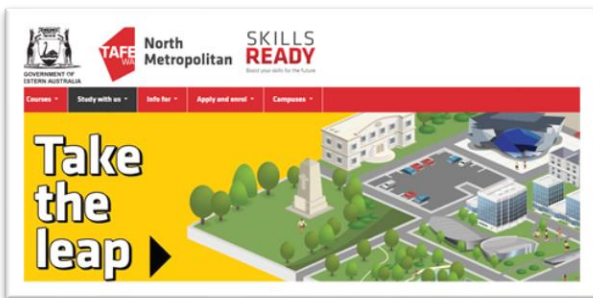 GOVERNMENT OF
ESTERN AUSTRALIA
TAFE
WA
North
Metropolitan
SKILLS
READY
Boost your skills for the future
Courses
Study with us
Info for
Apply and enrol
Campuses
Take
the
leap